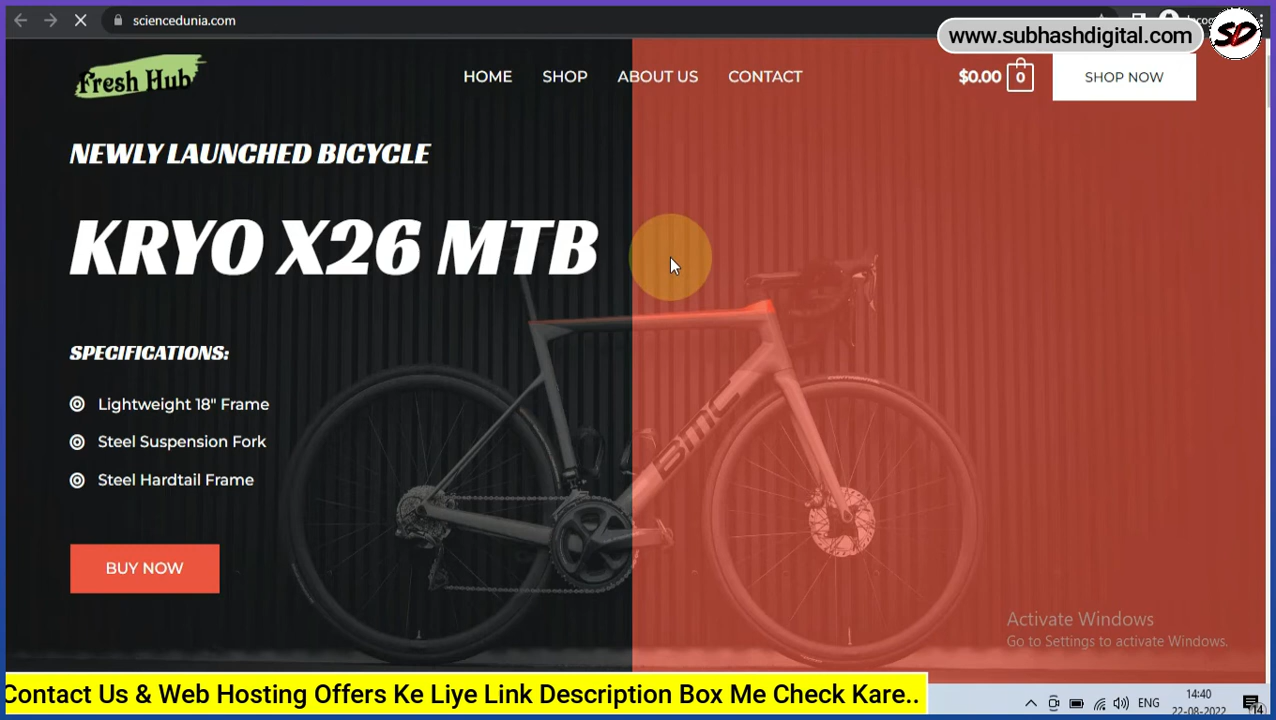 sciencedunia.com
www.subhashdigital.com
SD
Fresh Hub
HOME
SHOP
ABOUT US
CONTACT
$0.00
0
SHOP NOW
NEWLY LAUNCHED BICYCLE
KRYO X26 MTB
SPECIFICATIONS:
Lightweight 18" Frame
Steel Suspension Fork
Steel Hardtail Frame
BMC
BUY NOW
Activate Windows
Go to Settings to activate Windows.
Contact Us & Web Hosting Offers Ke Liye Link Description Box Me Check Kare..
ENG
14:40
22-08-2022
14